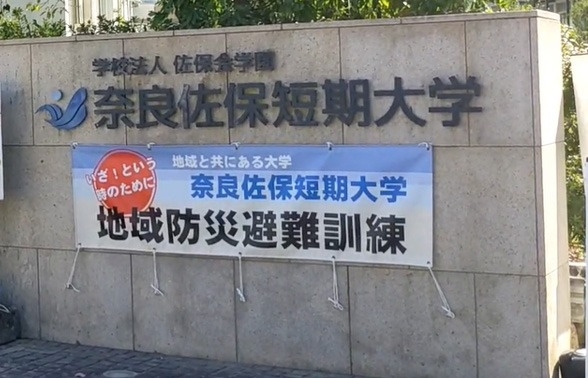 学校法人 佐保会学園
奈良佐保短期大学
いざ！という
時のために
地域と共にある大学
奈良佐保短期大学
地域防災避難訓練